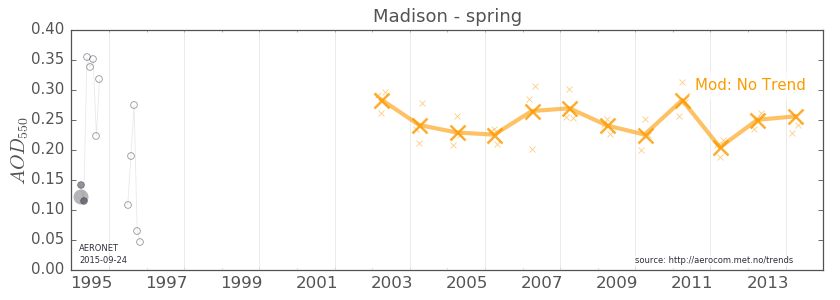 Madison - spring
0.40
0.35
0.30
0.25
0.20
0.15
0.10
0.05
0.00
AOD550
Mod: No Trend
AERONET
2015-09-24
source: http://aerocom.met.no/trends
1995 1997 1999 2001 2003 2005 2007 2009 2011 2013